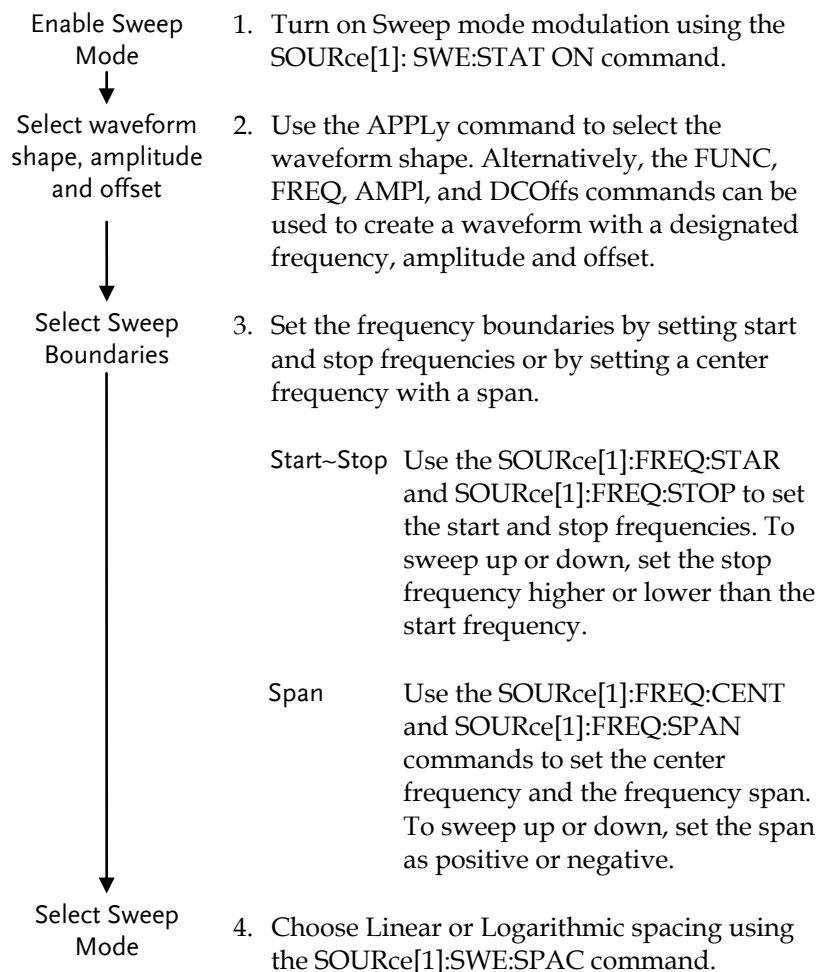 Enable Sweep
Mode
1. Turn on Sweep mode modulation using the
SOURce[1]: SWE:STAT ON command.
Select waveform
shape, amplitude
and offset
2. Use the APPLy command to select the
waveform shape. Alternatively, the FUNC,
FREQ, AMPl, and DCOffs commands can be
used to create a waveform with a designated
frequency, amplitude and offset.
Select Sweep
Boundaries
3. Set the frequency boundaries by setting start
and stop frequencies or by setting a center
frequency with a span.
Start~Stop Use the SOURce[1]:FREQ:STAR
and SOURce[1]:FREQ:STOP to set
the start and stop frequencies. To
sweep up or down, set the stop
frequency higher or lower than the
start frequency.
Span Use the SOURce[1]:FREQ:CENT
and SOURce[1]:FREQ:SPAN
commands to set the center
frequency and the frequency span.
To sweep up or down, set the span
as positive or negative.
Select Sweep
Mode
4. Choose Linear or Logarithmic spacing using
the SOURce[1]:SWE:SPAC command.